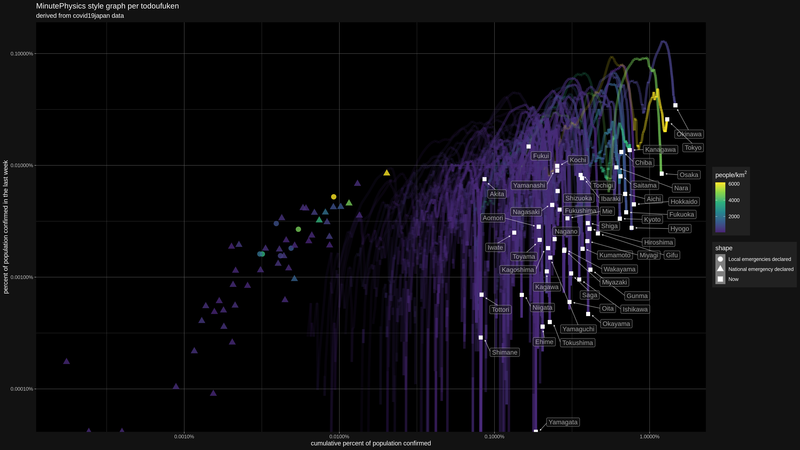 MinutePhysics style graph per todoufuken
derived from covid19japan data
percent of population confirmed in the last week
0.10000%
0.01000%
0.00100%
0.00010%
Okinawa
Tokyo
Kanagawa
Fukui
Kochi
Chiba
Osaka
Yamanashi
Tochigi
Saitama
Nara
Akita
Shizuoka
Ibaraki
Aichi
Hokkaido
Nagasaki
Fukushima
Mie
Fukuoka
Aomori
Kyoto
Shiga
Hyogo
Nagano
Iwate
Hiroshima
Toyama
Kumamoto
Miyagi
Gifu
Kagoshima
Wakayama
Miyazaki
Kagawa
Saga
Gunma
Tottori
Niigata
Oita
Ishikawa
Okayama
Yamaguchi
Ehime
Tokushima
Shimane
Yamagata
0.0010%
0.0100%
0.1000%
1.0000%
cumulative percent of population confirmed
people/km²
6000
4000
2000
shape
Local emergencies declared
National emergency declared
Now